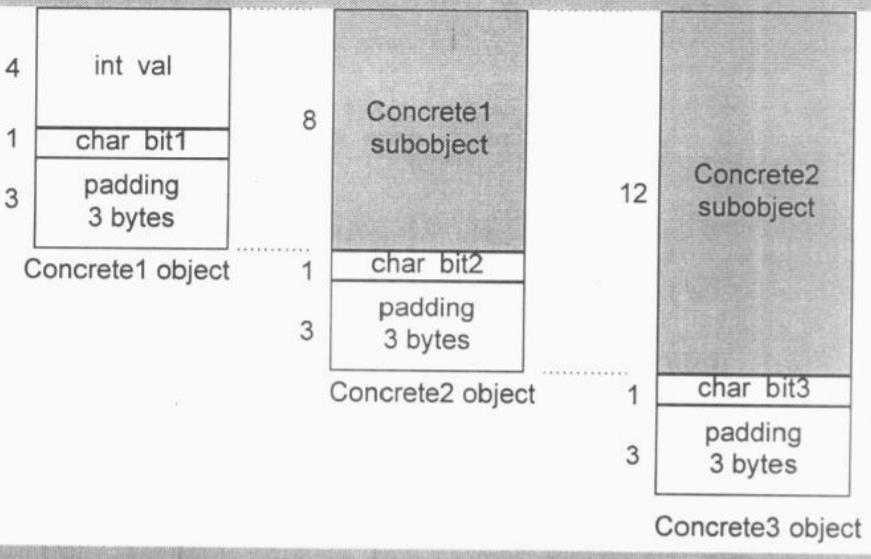 4
int val
1
char bit1
3
padding
3 bytes
Concrete1 object
8
Concrete1
subobject
1
char bit2
3
padding
3 bytes
Concrete2 object
12
Concrete2
subobject
1
char bit3
3
padding
3 bytes
Concrete3 object